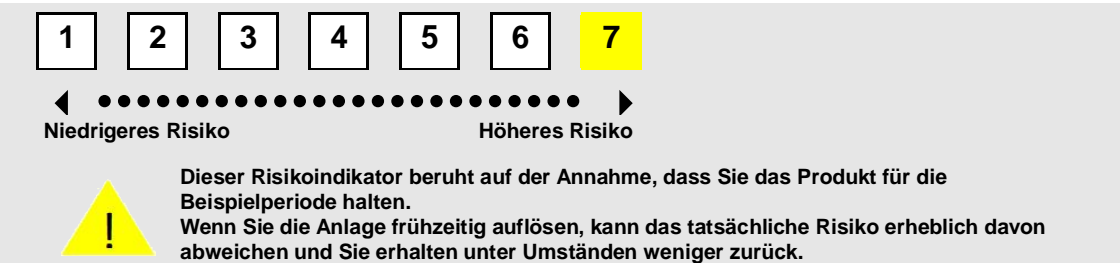 1 2 3 4 5 6 7
Niedrigeres Risiko Höheres Risiko
Dieser Risikoindikator beruht auf der Annahme, dass Sie das Produkt für die
Beispielperiode halten.
Wenn Sie die Anlage frühzeitig auflösen, kann das tatsächliche Risiko erheblich davon
abweichen und Sie erhalten unter Umständen weniger zurück.
!